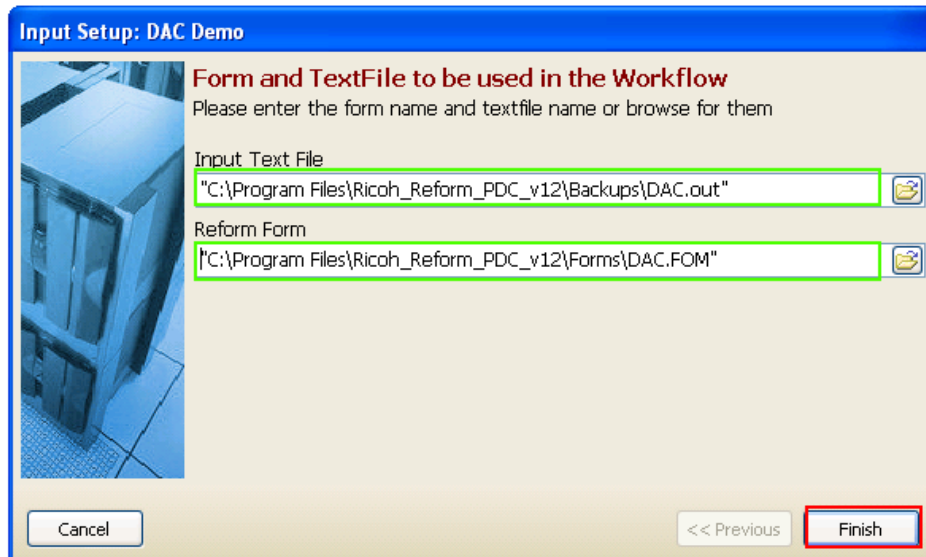 Input Setup: DAC Demo
Form and TextFile to be used in the Workflow
Please enter the form name and textfile name or browse for them
Input Text File
"C:\Program Files\Ricoh_Reform_PDC_v12\Backups\DAC.out"
Reform Form
"C:\Program Files\Ricoh_Reform_PDC_v12\Forms\DAC.FOM"
Cancel
<< Previous
Finish